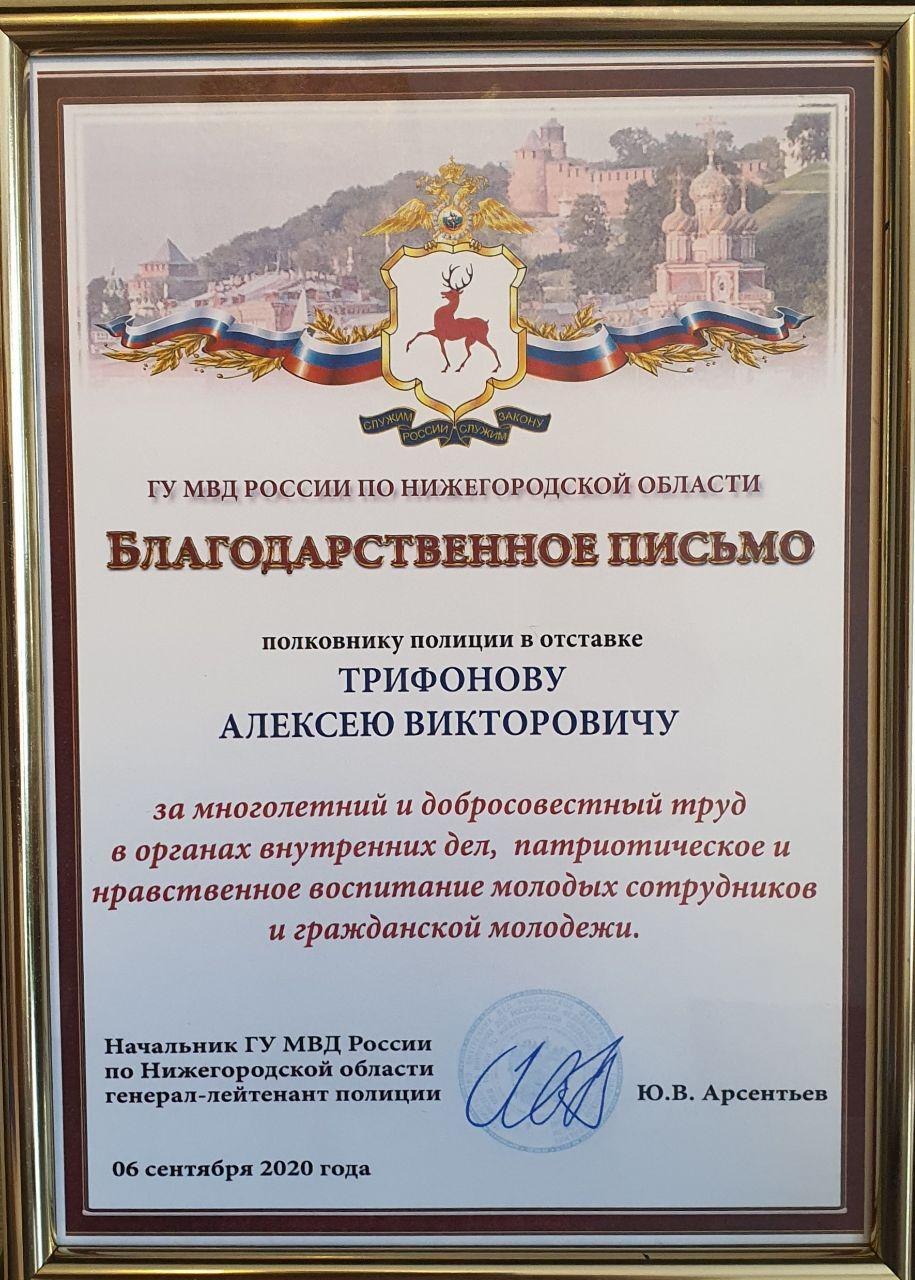 СЛУЖИМ РОССИИ СЛУЖИМ ЗАКОНУ
ГУ МВД РОССИИ ПО НИЖЕГОРОДСКОЙ ОБЛАСТИ
БЛАГОДАРСТВЕННОЕ ПИСЬМО
полковнику полиции в отставке
ТРИФОНОВУ
АЛЕКСЕЮ ВИКТОРОВИЧУ
за многолетний и добросовестный труд
в органах внутренних дел, патриотическое и
нравственное воспитание молодых сотрудников
и гражданской молодежи.
Начальник ГУ МВД России
по Нижегородской области
генерал-лейтенант полиции
Ю.В. Арсентьев
06 сентября 2020 года